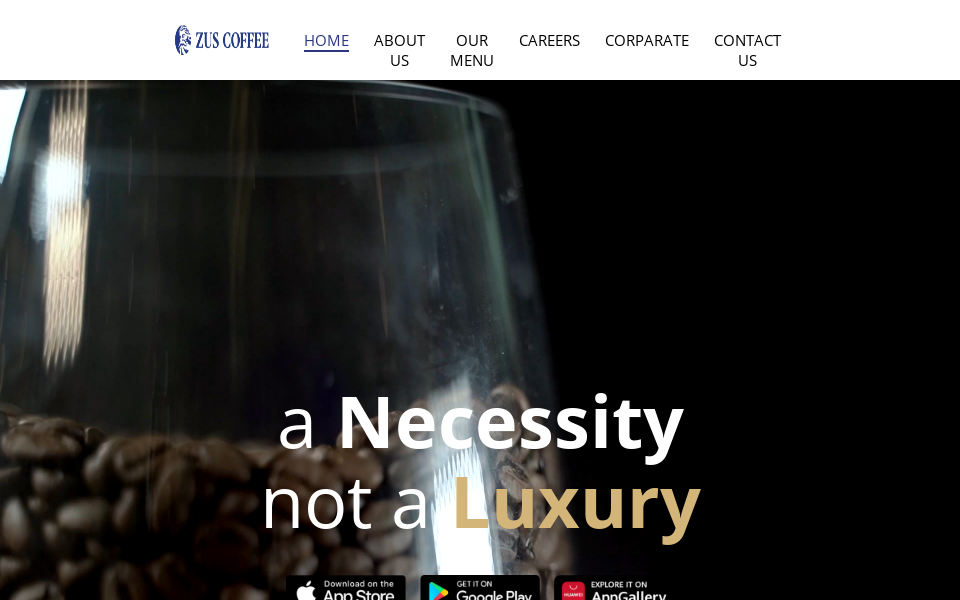 ZUS COFFEE
HOME
ABOUT
US
OUR
MENU
CAREERS
CORPARATE
CONTACT
US
a Necessity
not a Luxury
Download on the
App Store
GET IT ON
Google Play
HUAWEI
EXPLORE IT ON
AppGallery